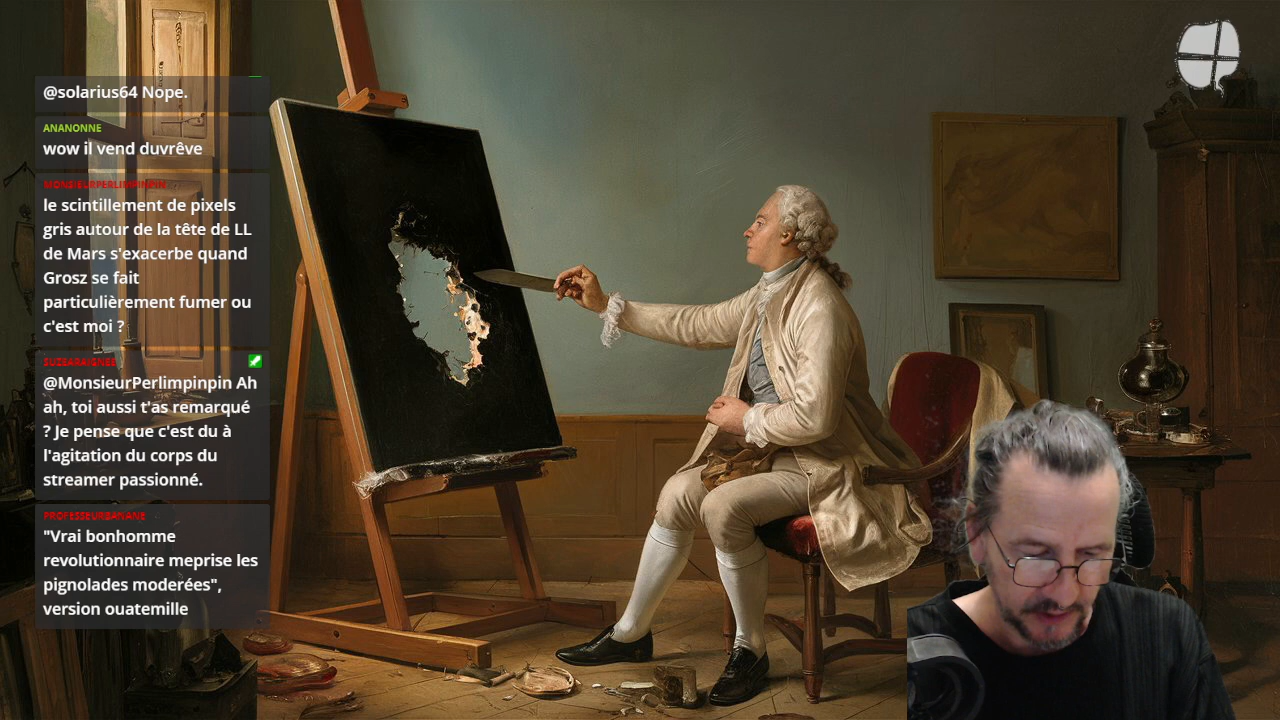 @solarius64 Nope.
ANANONNE
wow il vend duvrêve
MONSIEURPERLIMPINPIN
le scintillement de pixels
gris autour de la tête de LL
de Mars s'exacerbe quand
Grosz se fait
particulièrement fumer ou
c'est moi ?
SUZEARAIGNEE
@MonsieurPerlimpinpin Ah
ah, toi aussi t'as remarqué
? Je pense que c'est du à
l'agitation du corps du
streamer passionné.
PROFESSEURBANANE
"Vrai bonhomme
revolutionnaire meprise les
pignolades moderées",
version ouatemille